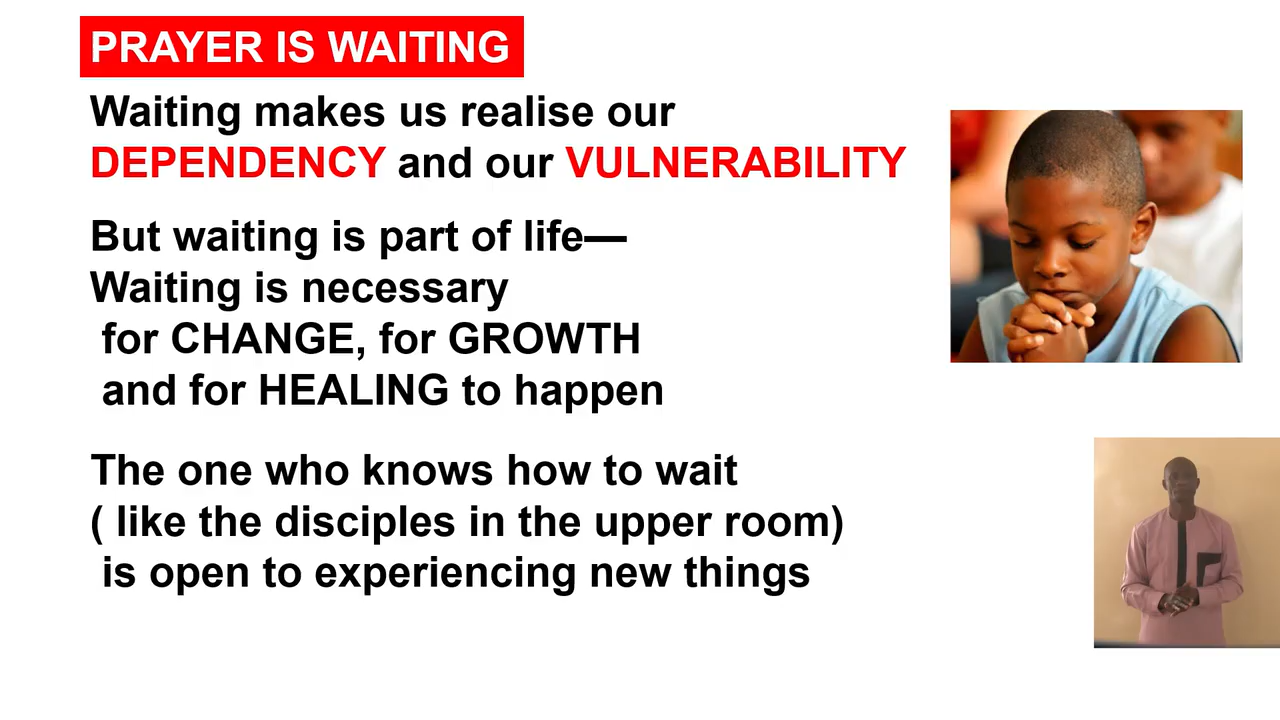 PRAYER IS WAITING
Waiting makes us realise our
DEPENDENCY and our VULNERABILITY
But waiting is part of life—
Waiting is necessary
for CHANGE, for GROWTH
and for HEALING to happen
The one who knows how to wait
( like the disciples in the upper room)
is open to experiencing new things